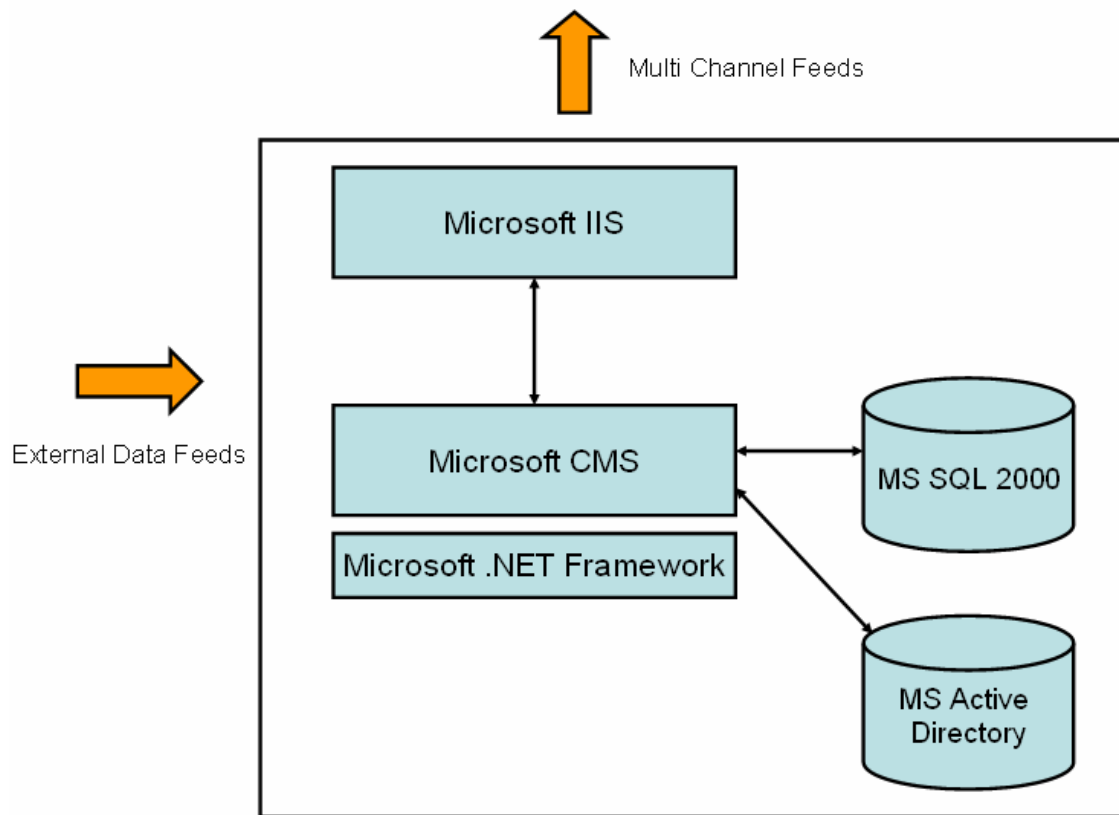 Multi Channel Feeds
Microsoft IIS
External Data Feeds
Microsoft CMS
MS SQL 2000
Microsoft .NET Framework
MS Active
Directory